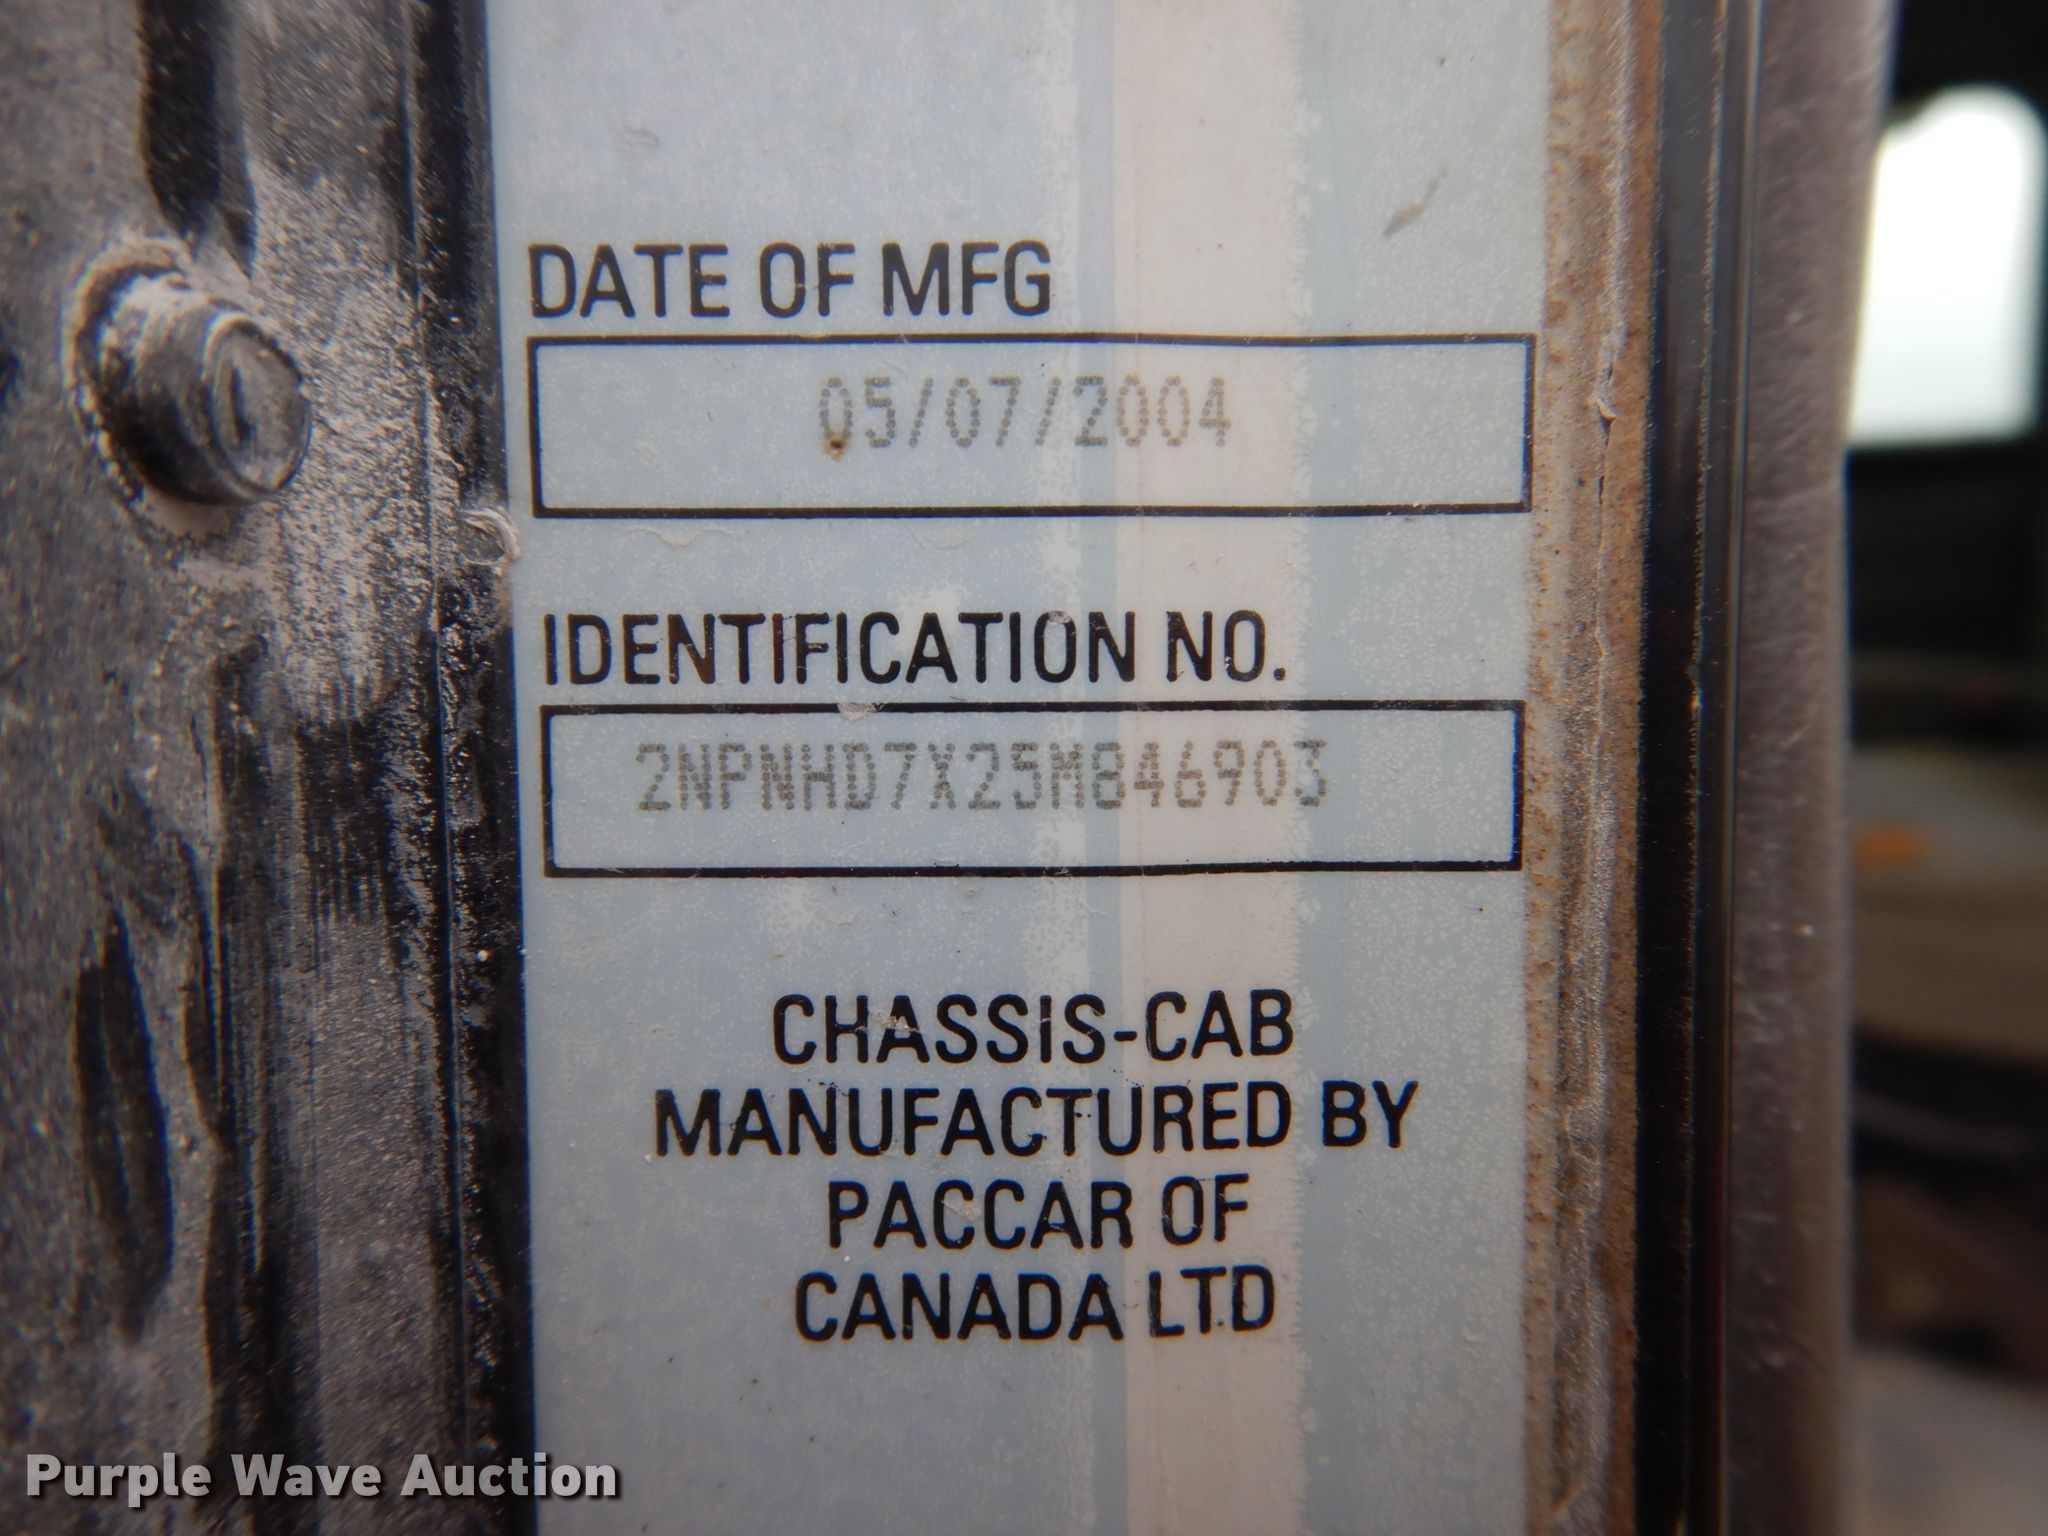 DATE OF MFG
05/07/2004
IDENTIFICATION NO.
2NPNHD7X25M846903
CHASSIS-CAB
MANUFACTURED BY
PACCAR OF
CANADA LTD
Purple Wave Auction